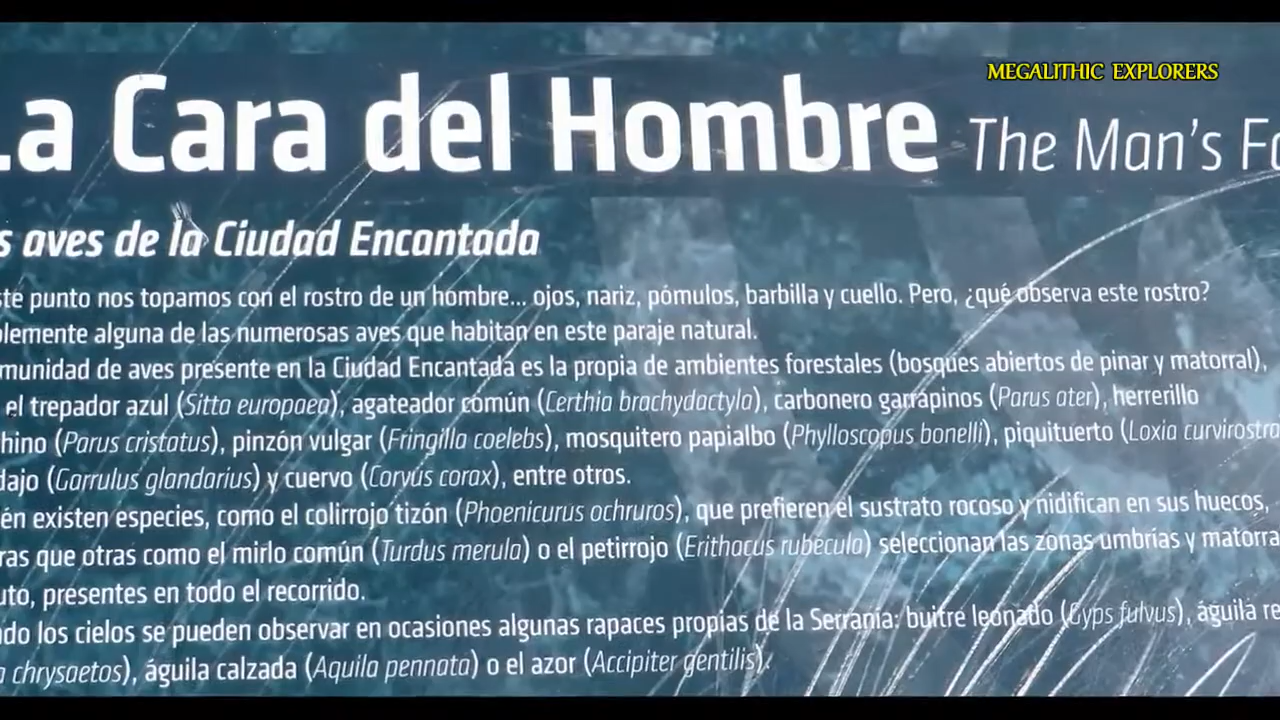 MEGALITHIC EXPLORERS
La Cara del Hombre The Man's Fa
s aves de la Ciudad Encantada
ste punto nos topamos con el rostro de un hombre... ojos, nariz, pómulos, barbilla y cuello. Pero, ¿qué observa este rostro?
blemente alguna de las numerosas aves que habitan en este paraje natural.
munidad de aves presente en la Ciudad Encantada es la propia de ambientes forestales (bosques abiertos de pinar y matorral),
el trepador azul (Sitta europaea), agateador común (Certhia brachydactyla), carbonero garrapinos (Parus ater), herrerillo
hino (Parus cristatus), pinzón vulgar (Fringilla coelebs), mosquitero papialbo (Phylloscopus bonelli), piquituerto (Loxia curvirostra
dajo (Garrulus glandarius) y cuervo (Corvus corax), entre otros.
én existen especies, como el colirrojo tizón (Phoenicurus ochruros), que prefieren el sustrato rocoso y nidifican en sus huecos,
ras que otras como el mirlo común (Turdus merula) o el petirrojo (Erithacus rubecula) seleccionan las zonas umbrías y matorra
uto, presentes en todo el recorrido.
do los cielos se pueden observar en ocasiones algunas rapaces propias de la Serranía: buitre leonado (Gyps fulvus), águila re
a chrysaetos), águila calzada (Aquila pennata) o el azor (Accipiter gentilis).